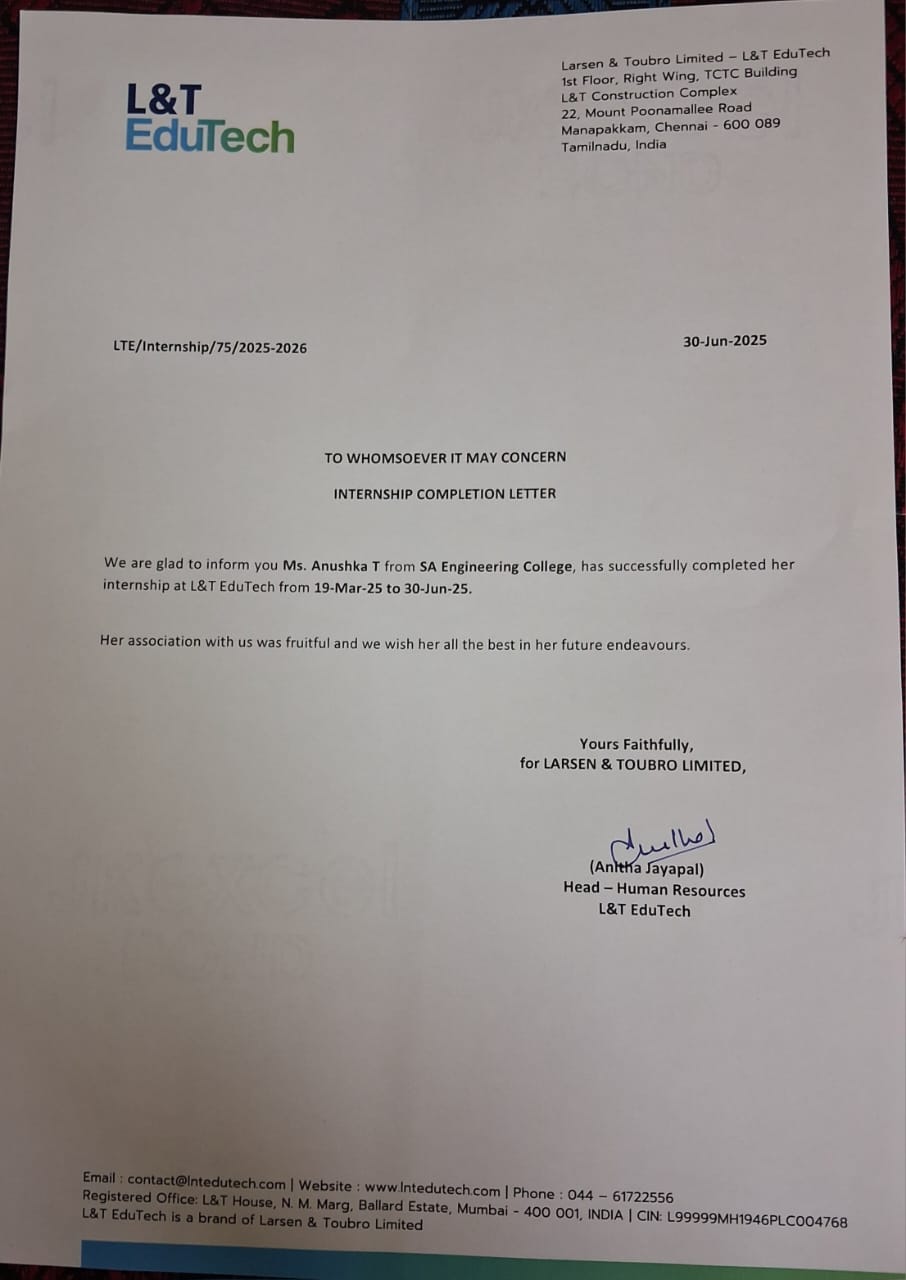 L&T
EduTech
Larsen & Toubro Limited – L&T EduTech
1st Floor, Right Wing, TCTC Building
L&T Construction Complex
22, Mount Poonamallee Road
Manapakkam, Chennai - 600 089
Tamilnadu, India
LTE/Internship/75/2025-2026
30-Jun-2025
TO WHOMSOEVER IT MAY CONCERN
INTERNSHIP COMPLETION LETTER
We are glad to inform you Ms. Anushka T from SA Engineering College, has successfully completed her
internship at L&T EduTech from 19-Mar-25 to 30-Jun-25.
Her association with us was fruitful and we wish her all the best in her future endeavours.
Yours Faithfully,
for LARSEN & TOUBRO LIMITED,
(Anitha Jayapal)
Head – Human Resources
L&T EduTech
Email : contact@lntedutech.com | Website : www.lntedutech.com | Phone : 044 – 61722556
Registered Office: L&T House, N. M. Marg, Ballard Estate, Mumbai - 400 001, INDIA | CIN: L99999MH1946PLC004768
L&T EduTech is a brand of Larsen & Toubro Limited